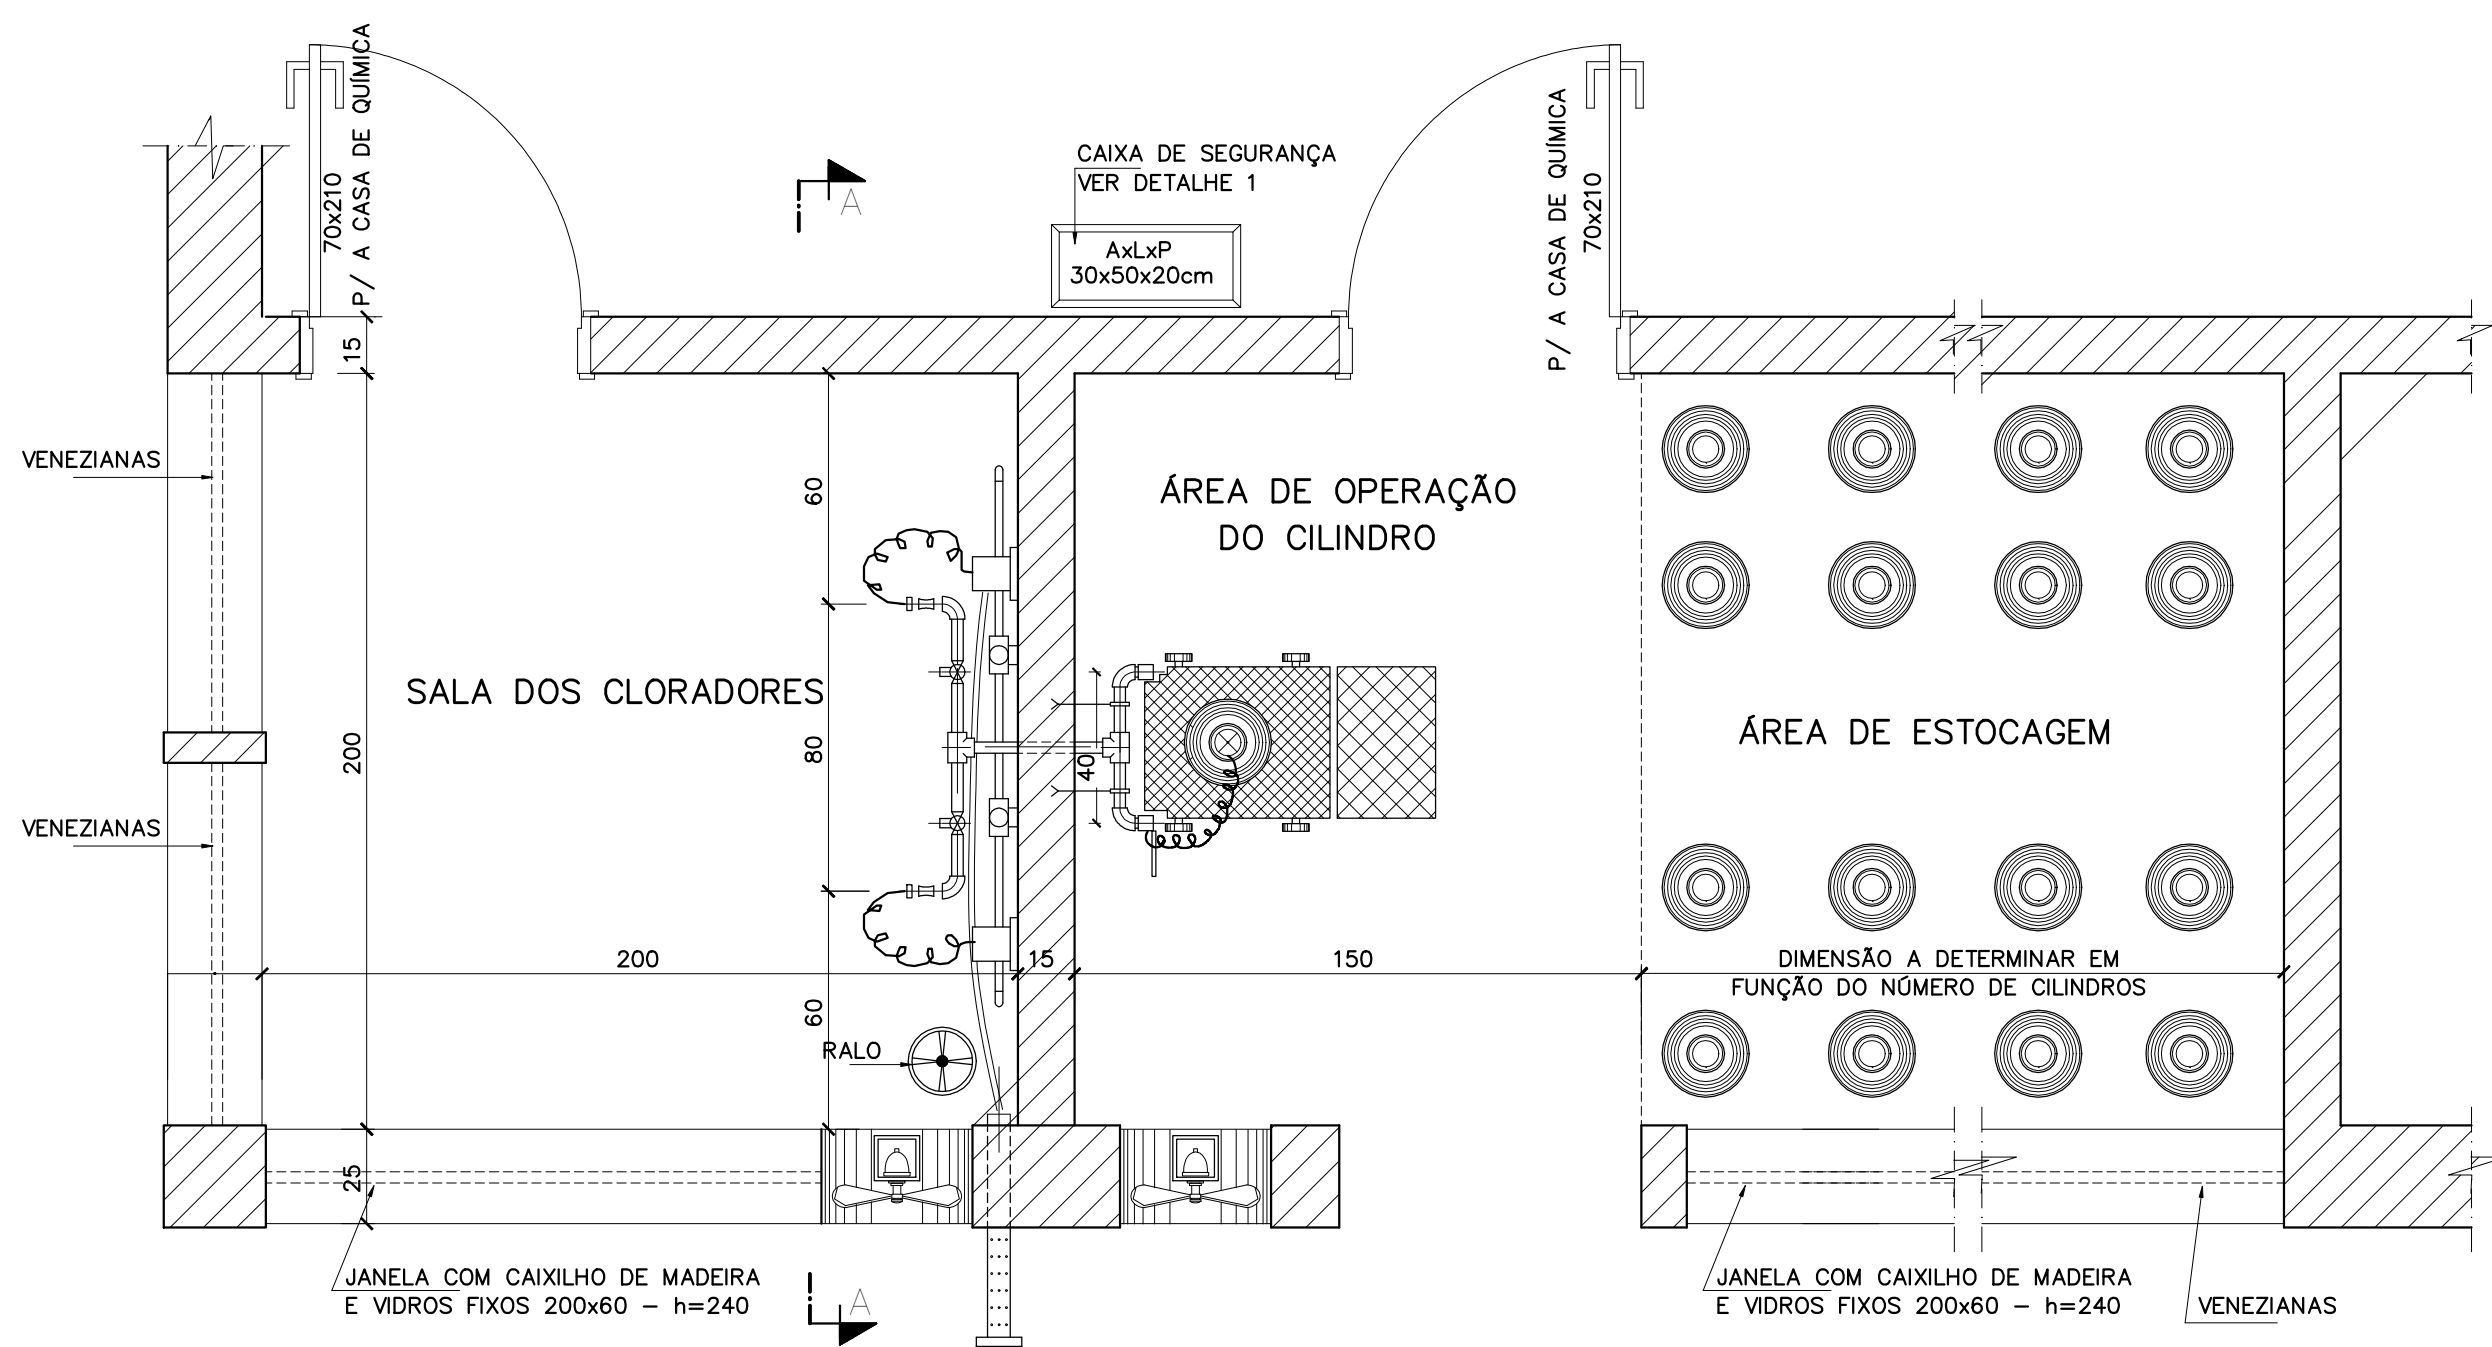 P/ A CASA DE QUÍMICA
70x210
P/ A CASA DE QUÍMICA
70x210
CAIXA DE SEGURANÇA
VER DETALHE 1
A
AxLxP
30x50x20cm
15
VENEZIANAS
60
ÁREA DE OPERAÇÃO
DO CILINDRO
SALA DOS CLORADORES
ÁREA DE ESTOCAGEM
200
80
40
VENEZIANAS
200
15
150
DIMENSÃO A DETERMINAR EM
FUNÇÃO DO NÚMERO DE CILINDROS
60
RALO
25
JANELA COM CAIXILHO DE MADEIRA
E VIDROS FIXOS 200x60 – h=240
A
JANELA COM CAIXILHO DE MADEIRA
E VIDROS FIXOS 200x60 – h=240
VENEZIANAS